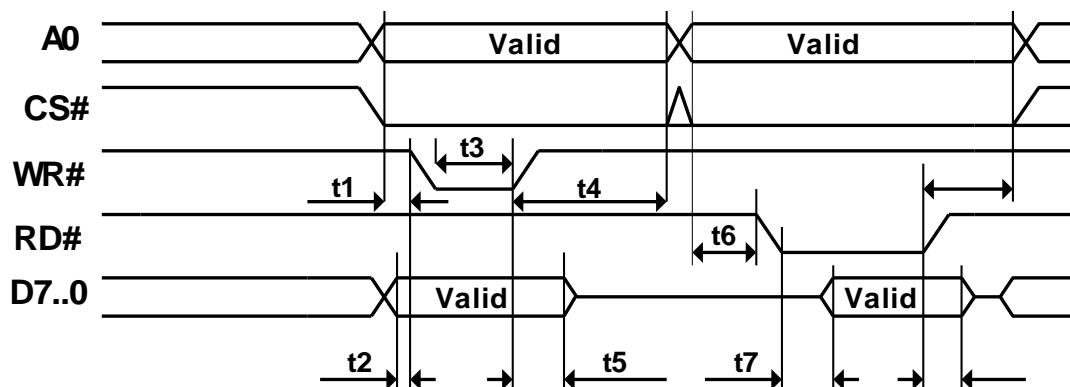 A0 Valid Valid
CS#
WR# t3
t1 t4
RD# t6
D7..0 Valid Valid
t2 t5 t7